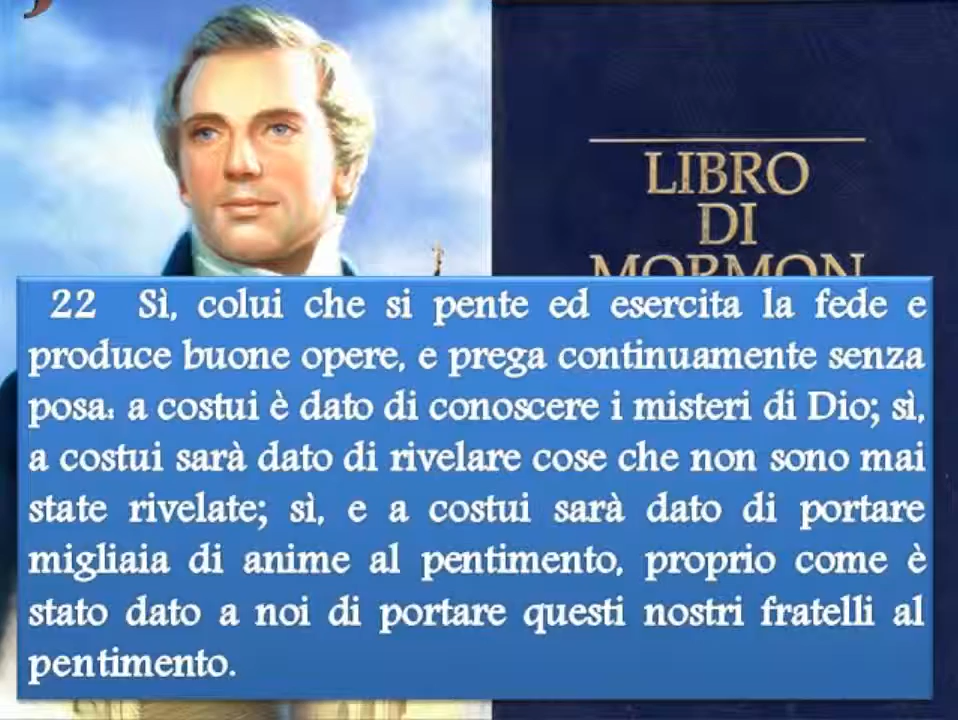 LIBRO
DI
MORMON
22 Sì, colui che si pente ed esercita la fede e
produce buone opere, e prega continuamente senza
posa: a costui è dato di conoscere i misteri di Dio; sì,
a costui sarà dato di rivelare cose che non sono mai
state rivelate; sì, e a costui sarà dato di portare
migliaia di anime al pentimento, proprio come è
stato dato a noi di portare questi nostri fratelli al
pentimento.